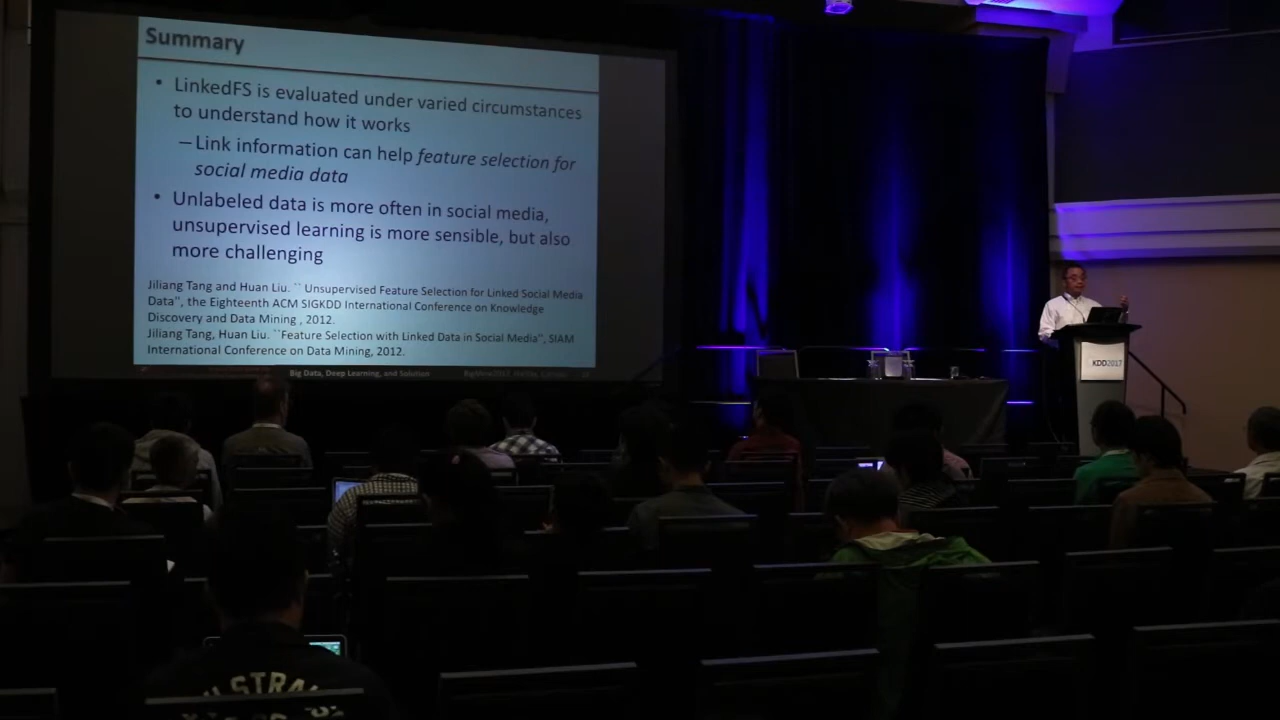 Summary
• LinkedFS is evaluated under varied circumstances
to understand how it works
– Link information can help feature selection for
social media data
• Unlabeled data is more often in social media,
unsupervised learning is more sensible, but also
more challenging
Jiliang Tang and Huan Liu. `` Unsupervised Feature Selection for Linked Social Media
Data", the Eighteenth ACM SIGKDD International Conference on Knowledge
Discovery and Data Mining , 2012.
Jiliang Tang, Huan Liu. ``Feature Selection with Linked Data in Social Media", SIAM
International Conference on Data Mining, 2012.
Big Data, Deep Learning, and Solution
KDD2017
STRA